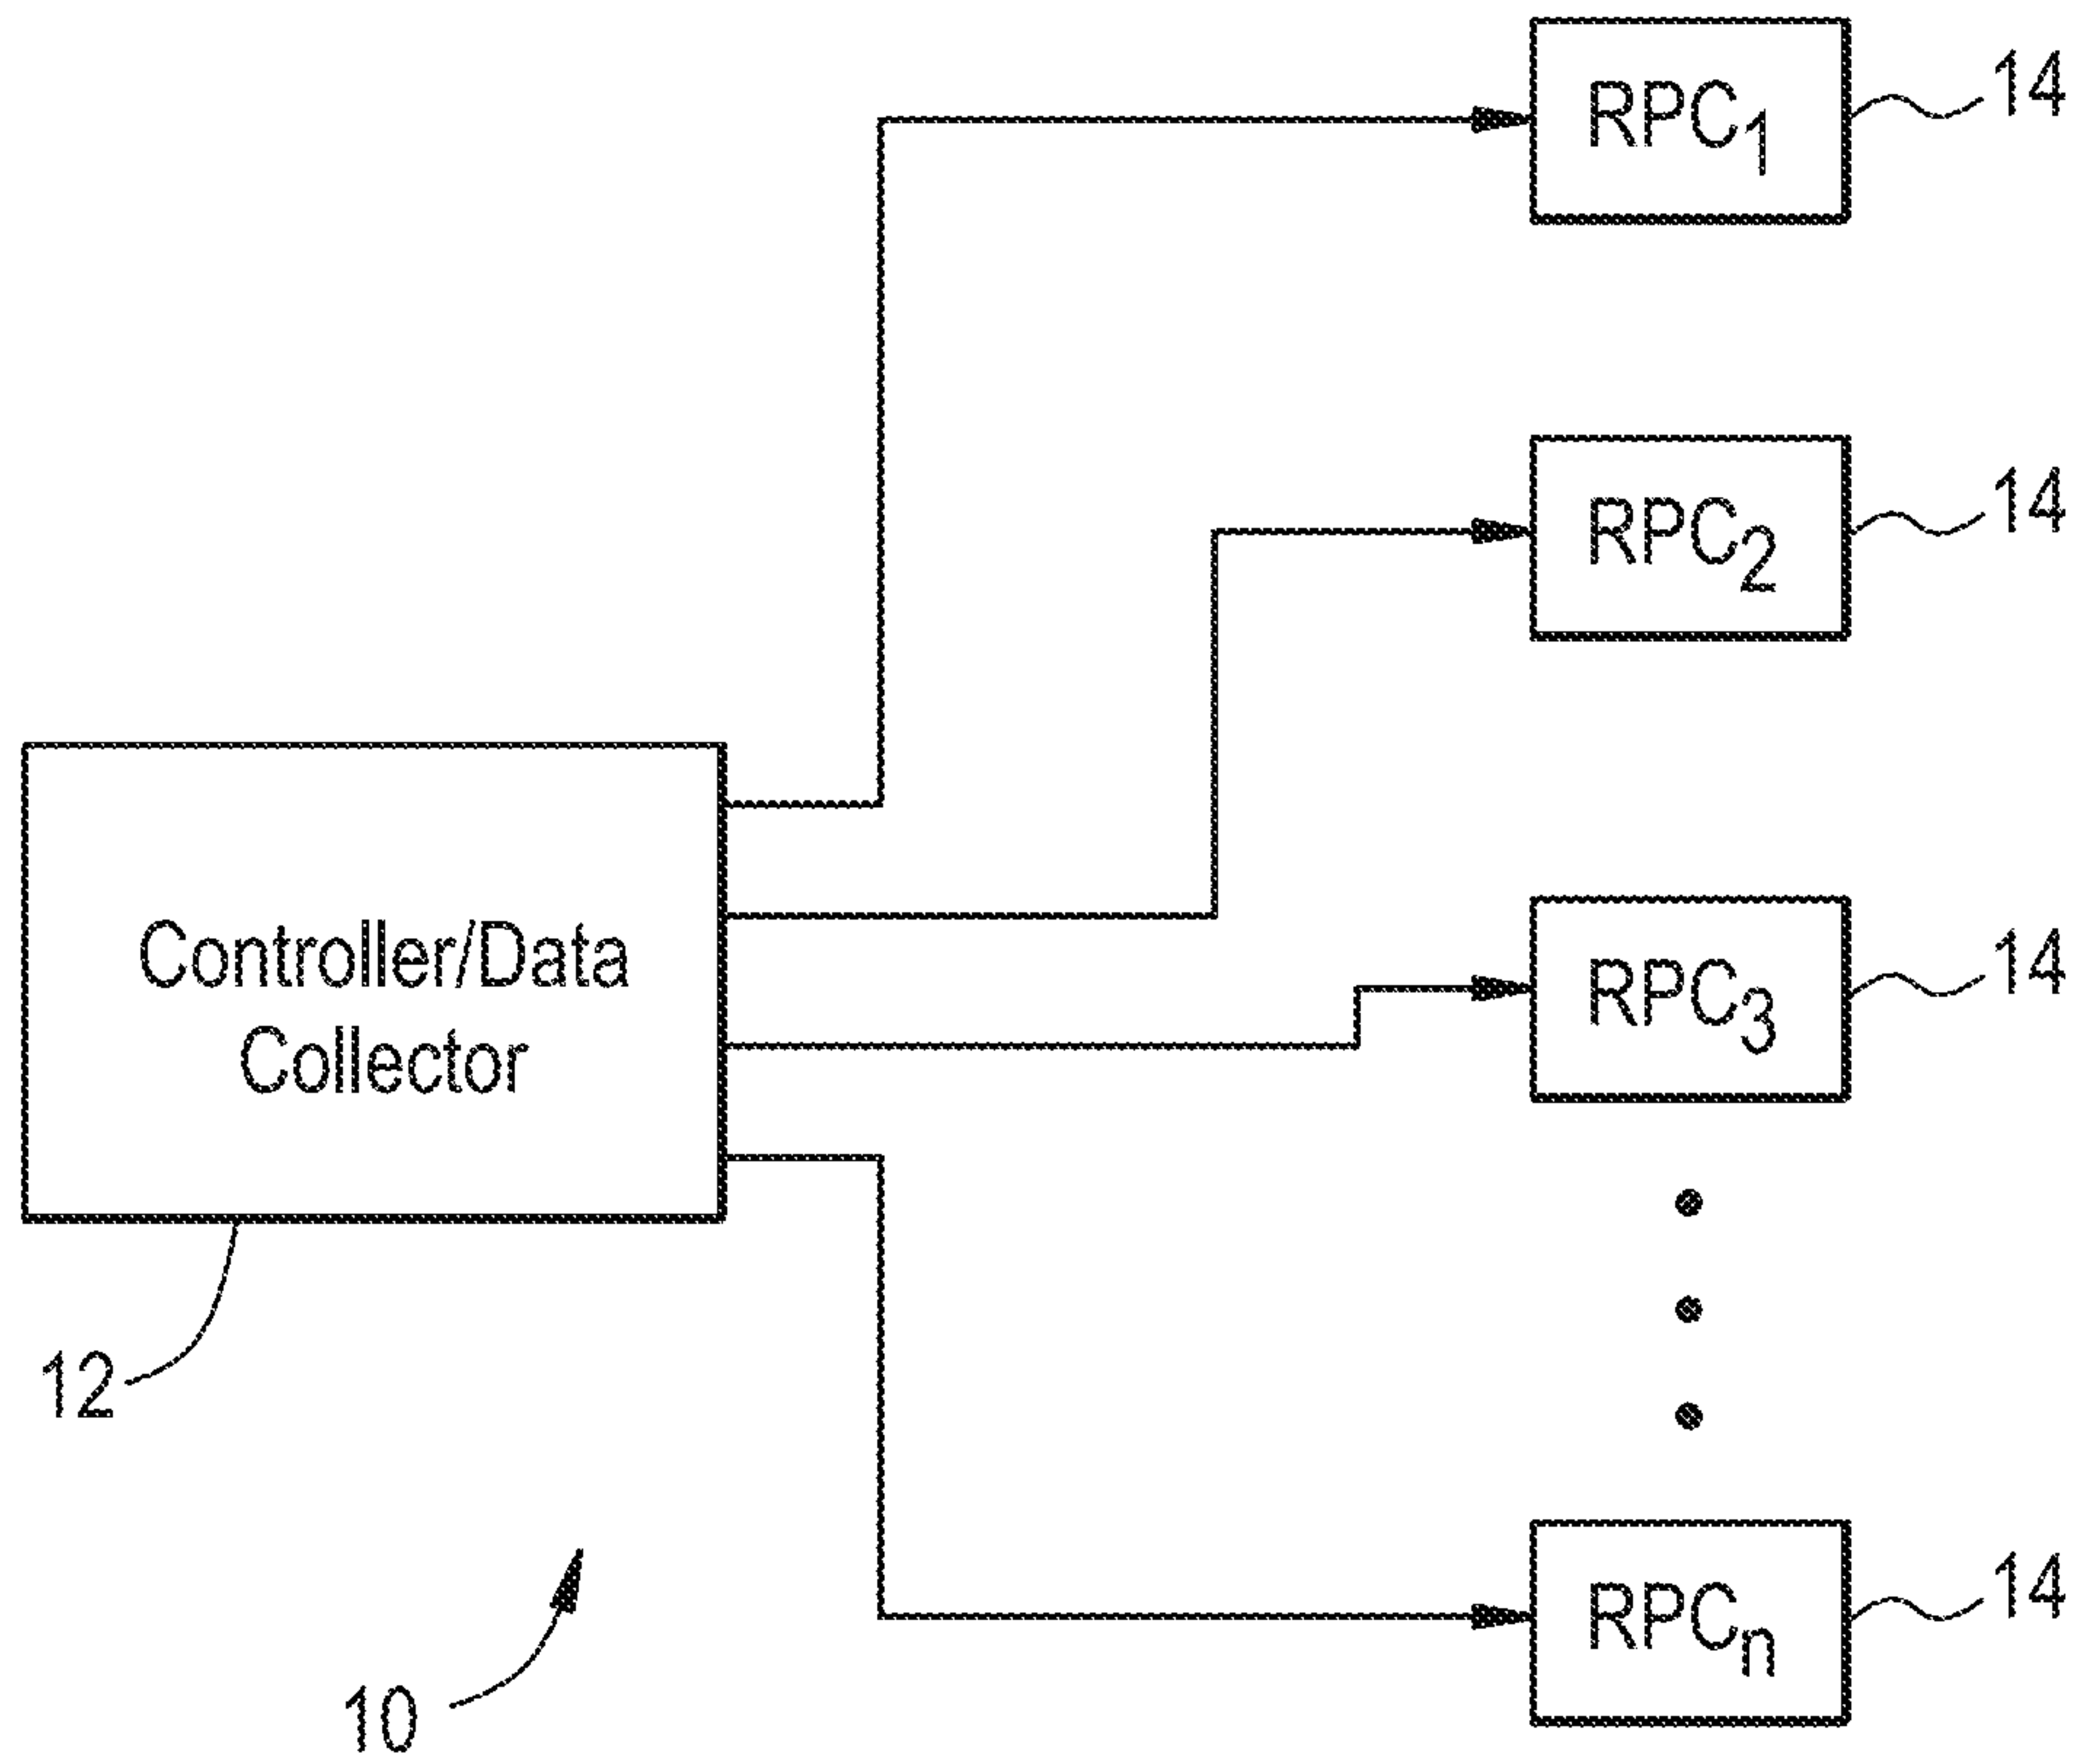 RPC1
14
RPC2
14
Controller/Data
Collector
RPC3
14
12
RPCn
14
10